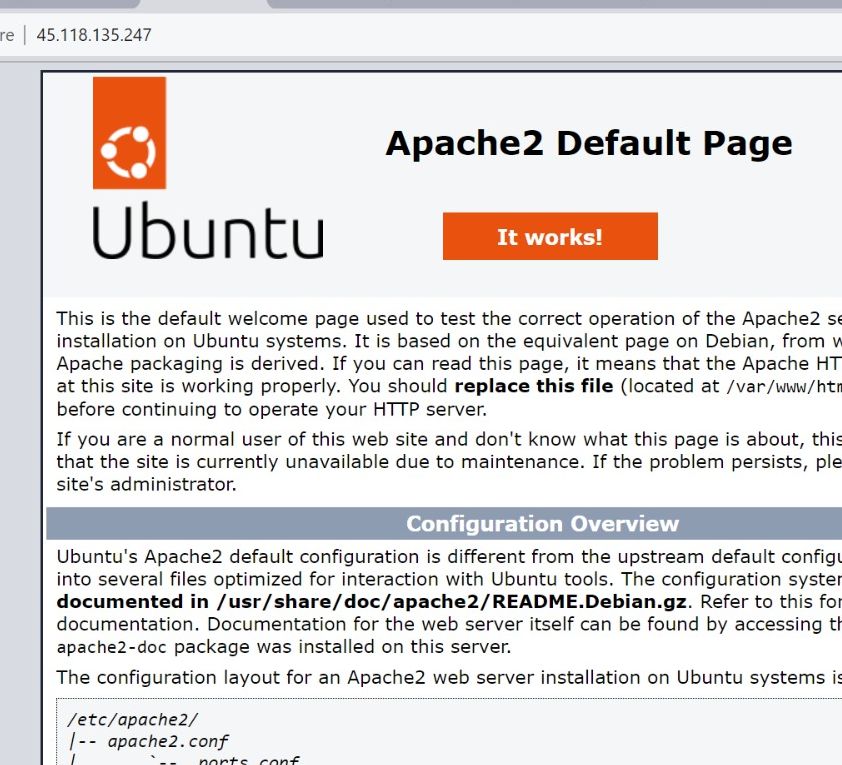 re 45.118.135.247
Apache2 Default Page
Ubuntu
It works!
This is the default welcome page used to test the correct operation of the Apache2 se
installation on Ubuntu systems. It is based on the equivalent page on Debian, from w
Apache packaging is derived. If you can read this page, it means that the Apache HT
at this site is working properly. You should replace this file (located at /var/www/htm
before continuing to operate your HTTP server.
If you are a normal user of this web site and don't know what this page is about, this
that the site is currently unavailable due to maintenance. If the problem persists, ple
site's administrator.
Configuration Overview
Ubuntu's Apache2 default configuration is different from the upstream default configu
into several files optimized for interaction with Ubuntu tools. The configuration system
documented in /usr/share/doc/apache2/README.Debian.gz. Refer to this for
documentation. Documentation for the web server itself can be found by accessing th
apache2-doc package was installed on this server.
The configuration layout for an Apache2 web server installation on Ubuntu systems is
/etc/apache2/
|-- apache2.conf
| `-- ports.conf